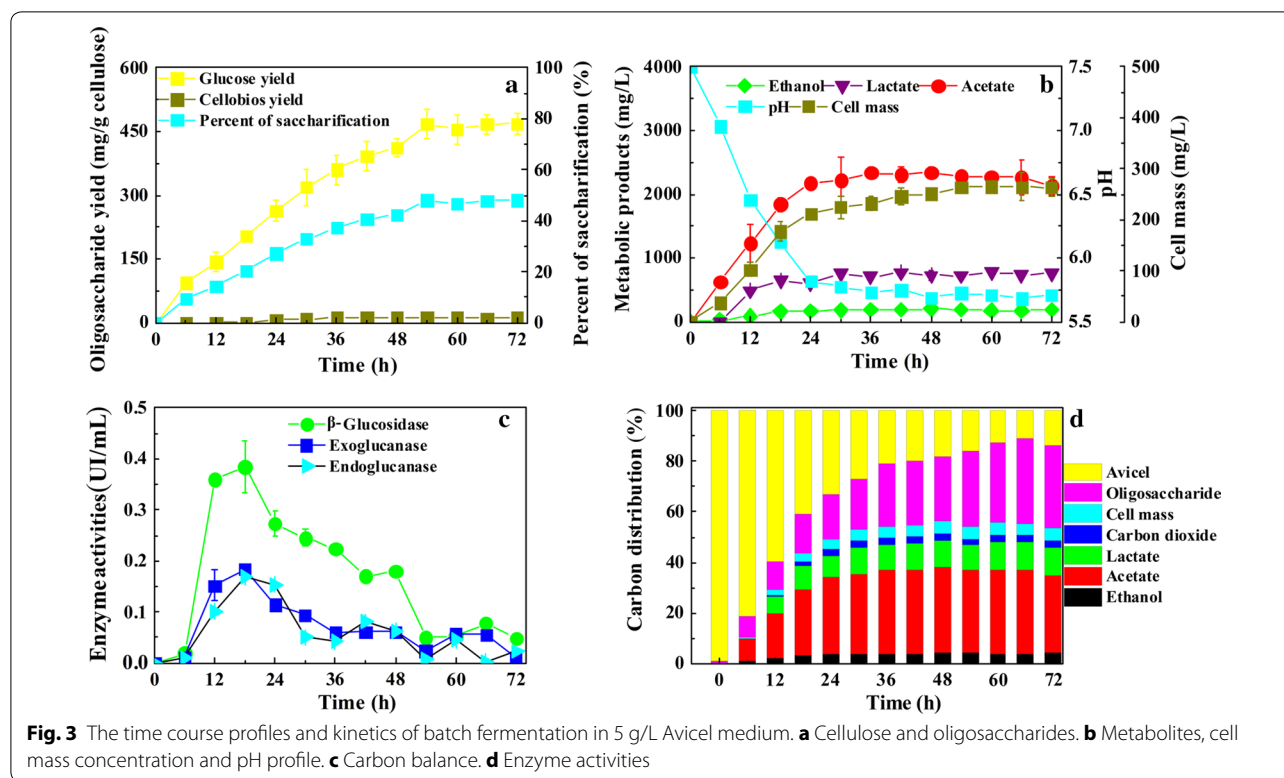 600
450
300
150
0
Oligosaccharide yield (mg/g cellulose)
Glucose yield
Cellobios yield
Percent of saccharification
a
100
80
60
40
20
0
Percent of saccharification (%)
0 12 24 36 48 60 72
Time (h)
4000
3000
2000
1000
0
Metabolic products (mg/L)
b
Ethanol Lactate Acetate
pH Cell mass
7.5
7.0
6.5
6.0
5.5
pH
500
400
300
200
100
0
Cell mass (mg/L)
0 12 24 36 48 60 72
Time (h)
0.5
0.4
0.3
0.2
0.1
0.0
Enzyme activities(UI/mL)
c
β-Glucosidase
Exoglucanase
Endoglucanase
0 12 24 36 48 60 72
Time (h)
100
80
60
40
20
0
Carbon distribution (%)
d
Avicel
Oligosaccharide
Cell mass
Carbon dioxide
Lactate
Acetate
Ethanol
0 12 24 36 48 60 72
Time (h)
Fig. 3 The time course profiles and kinetics of batch fermentation in 5 g/L Avicel medium. a Cellulose and oligosaccharides. b Metabolites, cell
mass concentration and pH profile. c Carbon balance. d Enzyme activities